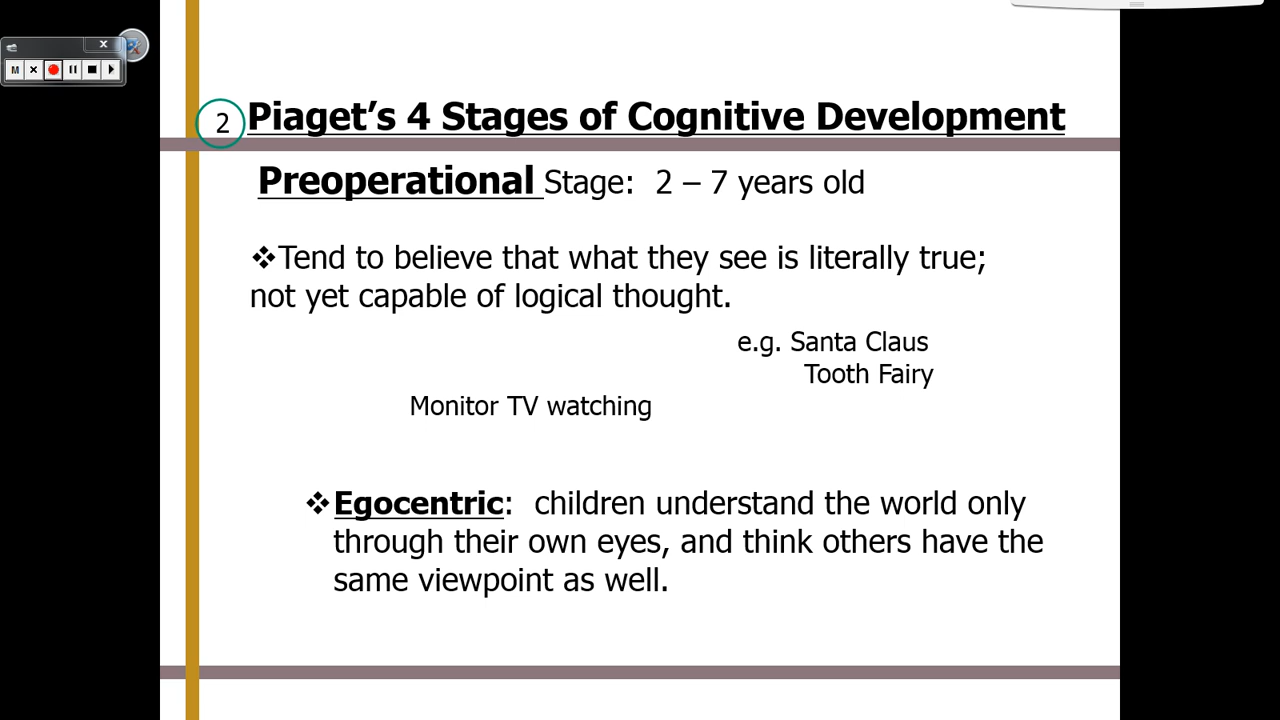 M
2
Piaget's 4 Stages of Cognitive Development
Preoperational Stage:  2 – 7 years old
❖Tend to believe that what they see is literally true;
not yet capable of logical thought.
e.g. Santa Claus
Tooth Fairy
Monitor TV watching
❖Egocentric:  children understand the world only
through their own eyes, and think others have the
same viewpoint as well.